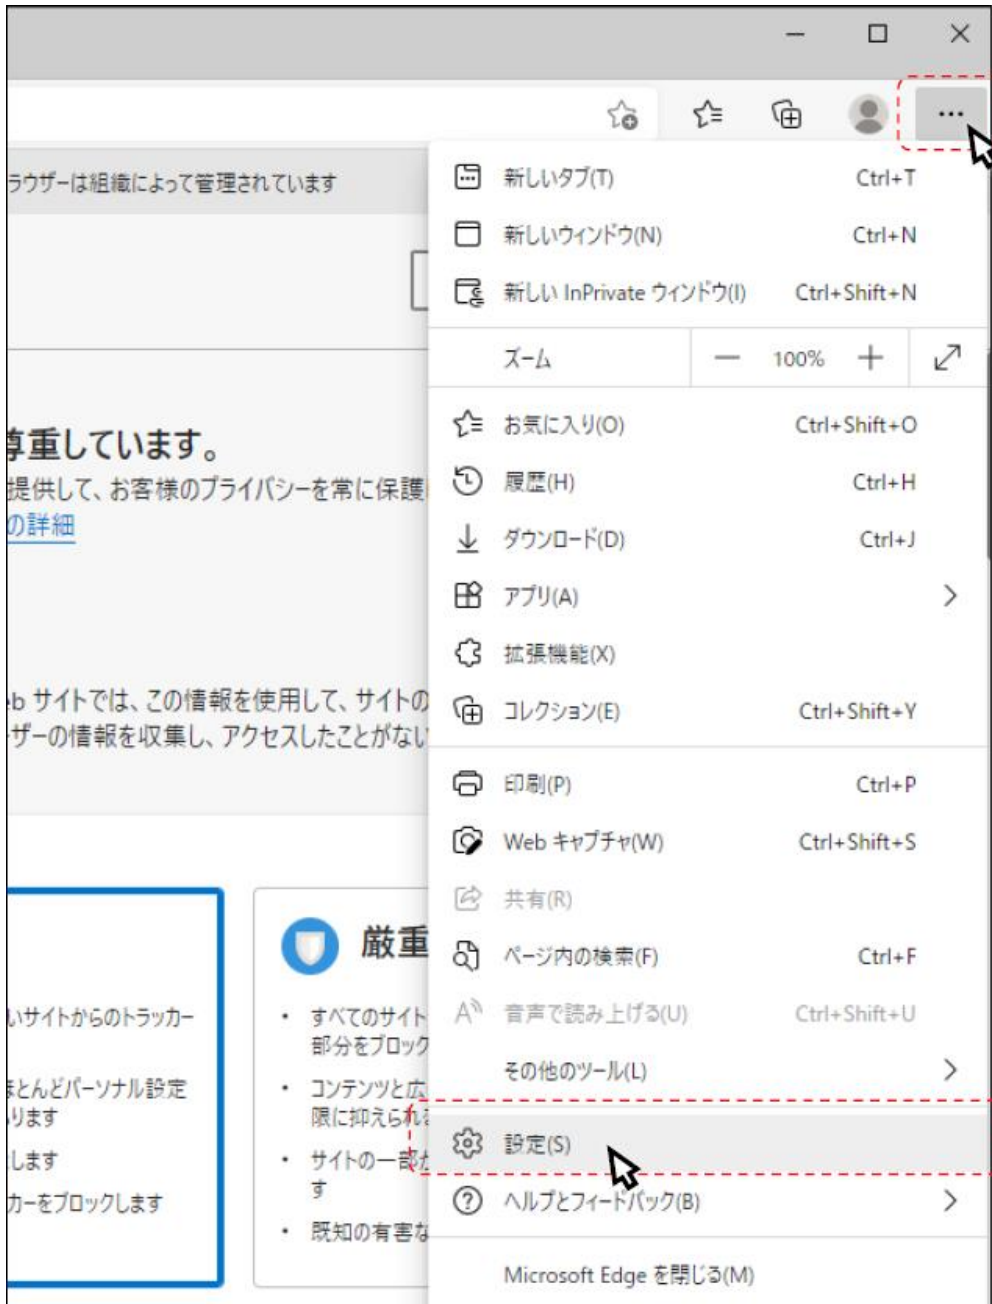 ラウザーは組織によって管理されています
尊重しています。
提供して、お客様のプライバシーを常に保護
の詳細
eb サイトでは、この情報を使用して、サイトの
ザーの情報を収集し、アクセスしたことがない
いサイトからのトラッカー
ほとんどパーソナル設定
ります
します
カーをブロックします
厳重
・ すべてのサイト
部分をブロック
・ コンテンツと広
限に抑えられる
・ サイトの一部が
す
・ 既知の有害な
新しいタブ(T) Ctrl+T
新しいウィンドウ(N) Ctrl+N
新しい InPrivate ウィンドウ(I) Ctrl+Shift+N
ズーム — 100% +
お気に入り(O) Ctrl+Shift+O
履歴(H) Ctrl+H
ダウンロード(D) Ctrl+J
アプリ(A)
拡張機能(X)
コレクション(E) Ctrl+Shift+Y
印刷(P) Ctrl+P
Web キャプチャ(W) Ctrl+Shift+S
共有(R)
ページ内の検索(F) Ctrl+F
音声で読み上げる(U) Ctrl+Shift+U
その他のツール(L)
設定(S)
ヘルプとフィードバック(B)
Microsoft Edge を閉じる(M)